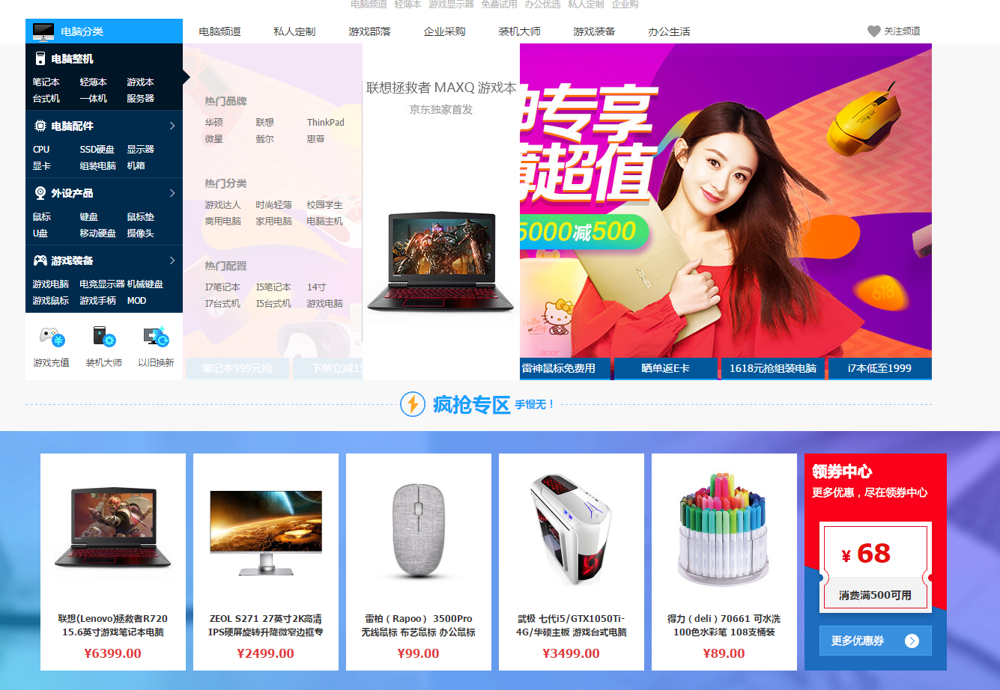 电脑频道 轻薄本 游戏显示器 免费试用 办公优选 私人定制 企业购
电脑分类
电脑频道 私人定制 游戏部落 企业采购 装机大师 游戏装备 办公生活
关注频道
电脑整机
笔记本 轻薄本 游戏本
台式机 一体机 服务器
电脑配件
CPU SSD硬盘 显示器
显卡 组装电脑 机箱
外设产品
鼠标 键盘 鼠标垫
U盘 移动硬盘 摄像头
游戏装备
游戏电脑 电竞显示器 机械键盘
游戏鼠标 游戏手柄 MOD
游戏充值 装机大师 以旧换新
热门品牌
华硕 联想 ThinkPad
微星 戴尔 惠普
热门分类
游戏达人 时尚轻薄 校园学生
商用电脑 家用电脑 电脑主机
热门配置
I7笔记本 I5笔记本 14寸
I7台式机 I5台式机 游戏电脑
联想拯救者 MAXQ 游戏本
京东独家首发
专享
超值
5000减500
618
ASUS
Hello Kitty
acer
笔记本999元抢 下单立减15
雷神鼠标免费用 晒单返E卡 1618元抢组装电脑 i7本低至1999
疯抢专区 手慢无！
联想(Lenovo)拯救者R720
15.6英寸游戏笔记本电脑
¥6399.00
ZEOL S271 27英寸2K高清
IPS硬屏旋转升降微窄边框专
¥2499.00
雷柏（Rapoo） 3500Pro
无线鼠标 布艺鼠标 办公鼠标
¥99.00
武极 七代i5/GTX1050Ti-
4G/华硕主板 游戏台式电脑
¥3499.00
得力（deli）70661 可水洗
100色水彩笔 108支桶装
¥89.00
领券中心
更多优惠，尽在领券中心
¥ 68
消费满500可用
更多优惠券